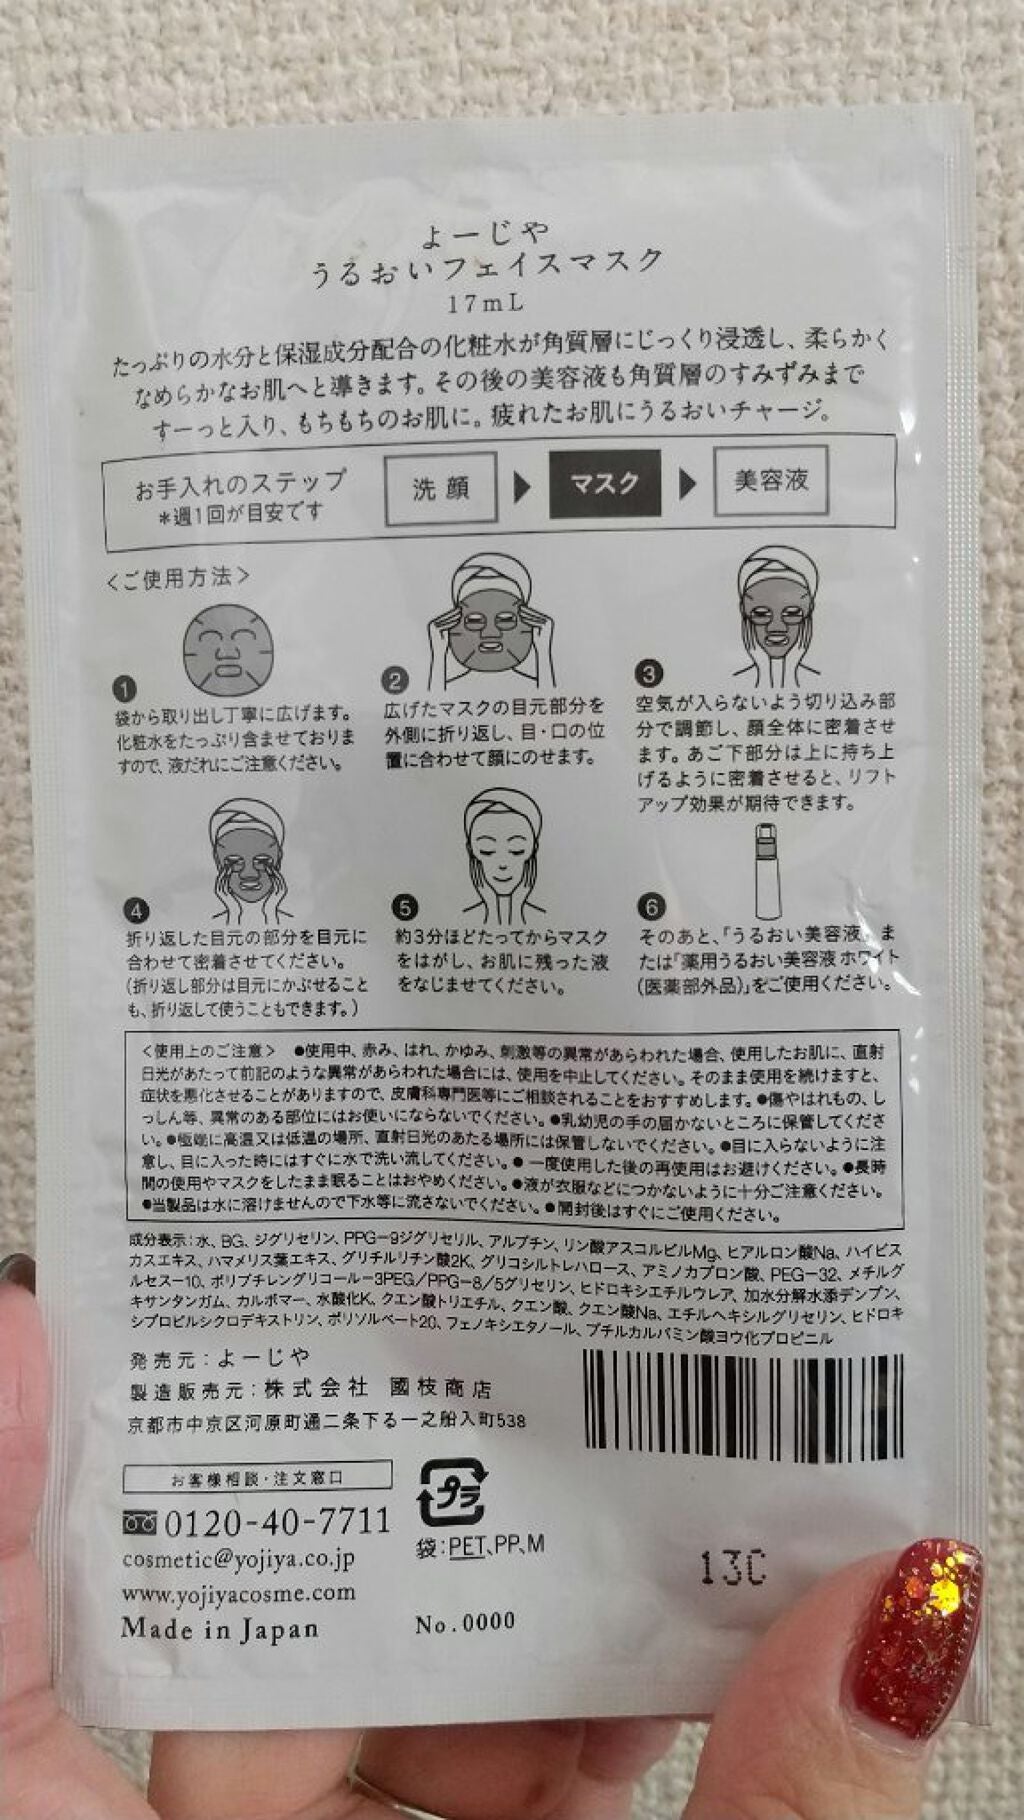 よーじや
うるおいフェイスマスク
17mL
たっぷりの水分と保湿成分配合の化粧水が角質層にじっくり浸透し、柔らかく
なめらかなお肌へと導きます。その後の美容液も角質層のすみずみまで
すーっと入り、もちもちのお肌に。疲れたお肌にうるおいチャージ。
お手入れのステップ
*週1回が目安です
洗顔 ▶ マスク ▶ 美容液
<ご使用方法>
1
袋から取り出し丁寧に広げます。
化粧水をたっぷり含ませておりま
すので、液だれにご注意ください。
2
広げたマスクの目元部分を
外側に折り返し、目・口の位
置に合わせて顔にのせます。
3
空気が入らないよう切り込み部
分で調節し、顔全体に密着させ
ます。あご下部分は上に持ち上
げるように密着させると、リフト
アップ効果が期待できます。
4
折り返した目元の部分を目元に
合わせて密着させてください。
(折り返し部分は目元にかぶせること
も、折り返して使うこともできます。)
5
約3分ほどたってからマスク
をはがし、お肌に残った液
をなじませてください。
6
そのあと、「うるおい美容液」ま
たは「薬用うるおい美容液 ホワイト
(医薬部外品)」をご使用ください。
<使用上のご注意> ●使用中、赤み、はれ、かゆみ、刺激等の異常があらわれた場合、使用したお肌に、直射
日光があたって前記のような異常があらわれた場合には、使用を中止してください。そのまま使用を続けますと、
症状を悪化させることがありますので、皮膚科専門医等にご相談されることをおすすめします。●傷やはれもの、し
っしん等、異常のある部位にはお使いにならないでください。●乳幼児の手の届かないところに保管してくださ
い。●極端に高温又は低温の場所、直射日光のあたる場所には保管しないでください。●目に入らないように注
意し、目に入った時にはすぐに水で洗い流してください。●一度使用した後の再使用はお避けください。●長時
間の使用やマスクをしたまま眠ることはおやめください。●液が衣服などにつかないように十分ご注意ください。
●当製品は水に溶けませんので下水等に流さないでください。●開封後はすぐにご使用ください。
成分表示:水、BG、ジグリセリン、PPG-9ジグリセリル、アルブチン、リン酸アスコルビルMg、ヒアルロン酸Na、ハイビス
カスエキス、ハマメリス葉エキス、グリチルリチン酸2K、グリコシルトレハロース、アミノカプロン酸、PEG-32、メチルグ
ルセス-10、ポリブチレングリコール-3PEG/PPG-8/5グリセリン、ヒドロキシエチルウレア、加水分解水添デンプン、
キサンタンガム、カルボマー、水酸化K、クエン酸トリエチル、クエン酸、クエン酸Na、エチルヘキシルグリセリン、ヒドロキ
シプロピルシクロデキストリン、ポリソルベート20、フェノキシエタノール、ブチルカルバミン酸ヨウ化プロピニル
発売元:よーじや
製造販売元:株式会社 國枝商店
京都市中京区河原町通二条下る一之船入町538
お客様相談・注文窓口
0120-40-7711
cosmetic@yojiya.co.jp
www.yojiyacosme.com
Made in Japan
プラ
袋:PET、PP、M
No.0000
13C